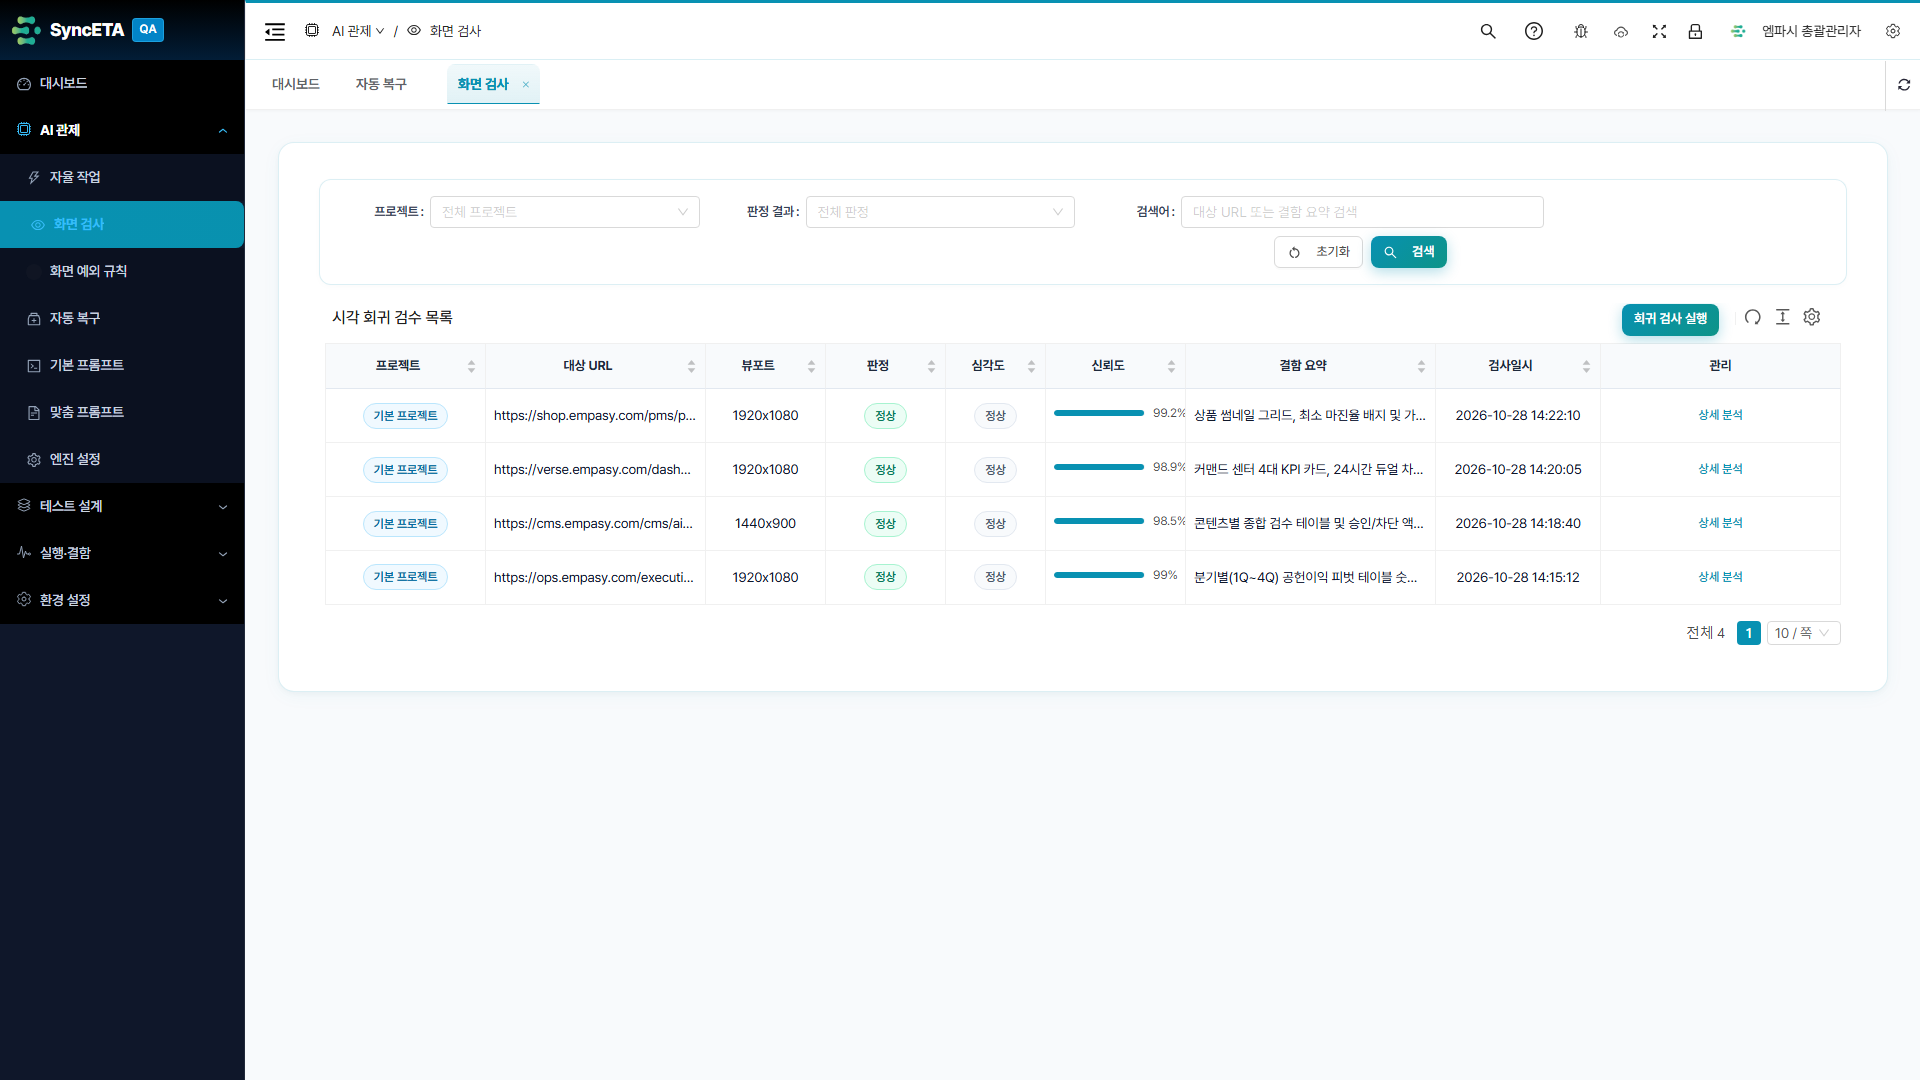 SyncETA QA
AI 관제 / 화면 검사
엠파시 총괄관리자
대시보드
AI 관제
자율 작업
화면 검사
화면 예외 규칙
자동 복구
기본 프롬프트
맞춤 프롬프트
엔진 설정
테스트 설계
실행·결함
환경 설정
대시보드 자동 복구 화면 검사
프로젝트: 전체 프로젝트 판정 결과: 전체 판정 검색어: 대상 URL 또는 결함 요약 검색
초기화 검색
시각 회귀 검수 목록 회귀 검사 실행
프로젝트 대상 URL 뷰포트 판정 심각도 신뢰도 결함 요약 검사일시 관리
기본 프로젝트 https://shop.empasy.com/pms/p... 1920x1080 정상 정상 99.2% 상품 썸네일 그리드, 최소 마진율 배지 및 가... 2026-10-28 14:22:10 상세 분석
기본 프로젝트 https://verse.empasy.com/dash... 1920x1080 정상 정상 98.9% 커맨드 센터 4대 KPI 카드, 24시간 듀얼 차... 2026-10-28 14:20:05 상세 분석
기본 프로젝트 https://cms.empasy.com/cms/ai... 1440x900 정상 정상 98.5% 콘텐츠별 종합 검수 테이블 및 승인/차단 액... 2026-10-28 14:18:40 상세 분석
기본 프로젝트 https://ops.empasy.com/executi... 1920x1080 정상 정상 99% 분기별(1Q~4Q) 공헌이익 피벗 테이블 숫... 2026-10-28 14:15:12 상세 분석
전체 4 1 10 / 쪽